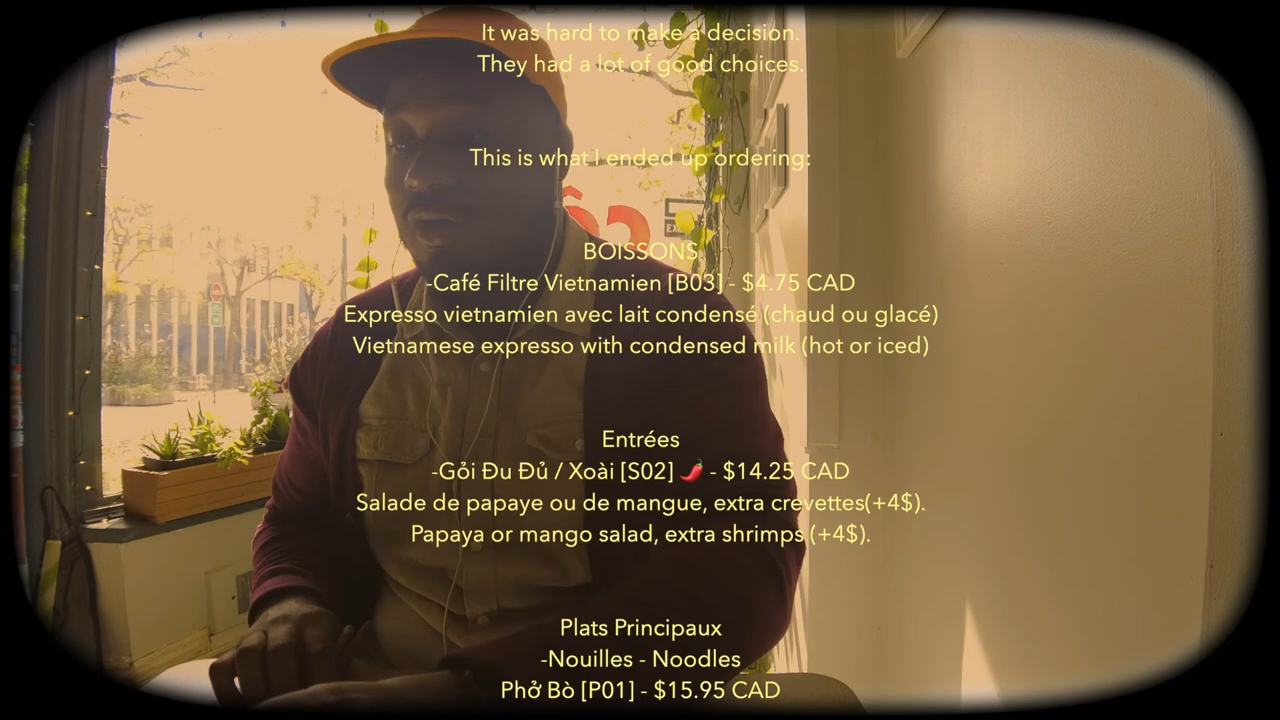 It was hard to make a decision.
They had a lot of good choices.
This is what I ended up ordering:
BOISSONS
-Café Filtre Vietnamien [B03] - $4.75 CAD
Expresso vietnamien avec lait condensé (chaud ou glacé)
Vietnamese expresso with condensed milk (hot or iced)
Entrées
-Gỏi Đu Đủ / Xoài [S02] 🌶️ - $14.25 CAD
Salade de papaye ou de mangue, extra crevettes(+4$).
Papaya or mango salad, extra shrimps (+4$).
Plats Principaux
-Nouilles - Noodles
Phở Bò [P01] - $15.95 CAD